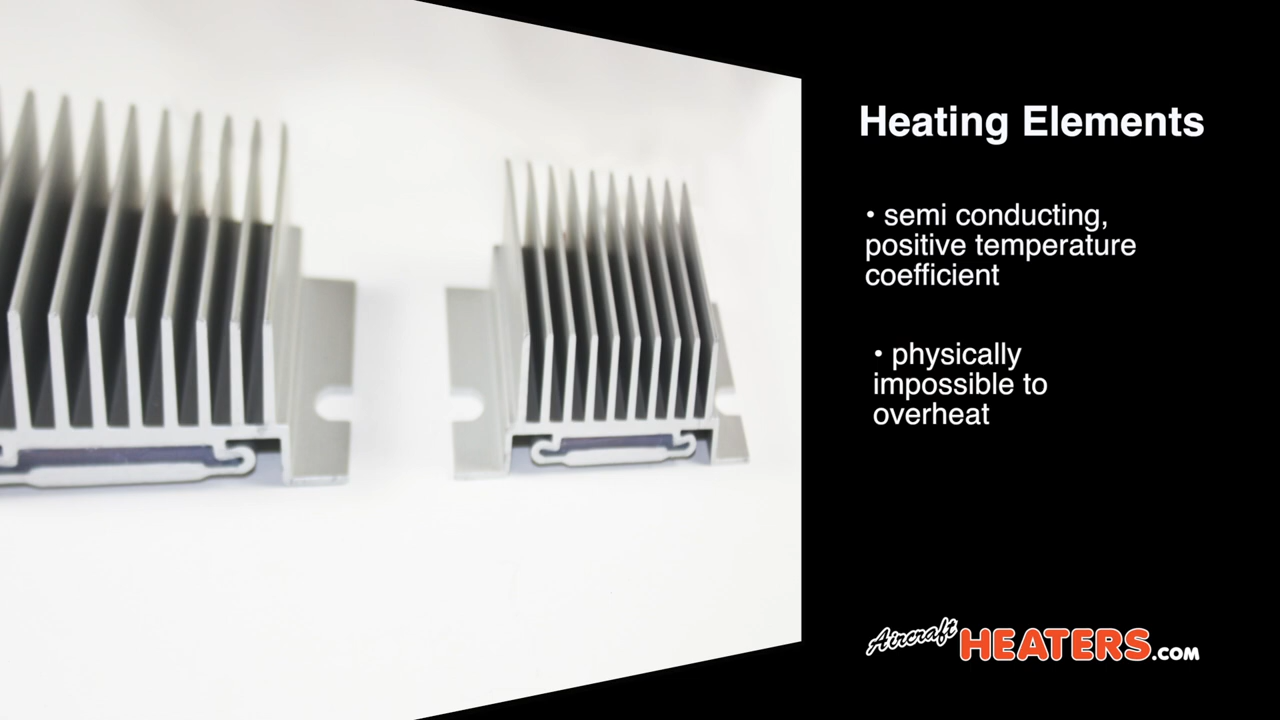 Heating Elements
• semi conducting,
positive temperature
coefficient
• physically
impossible to
overheat
Aircraft HEATERS.COM